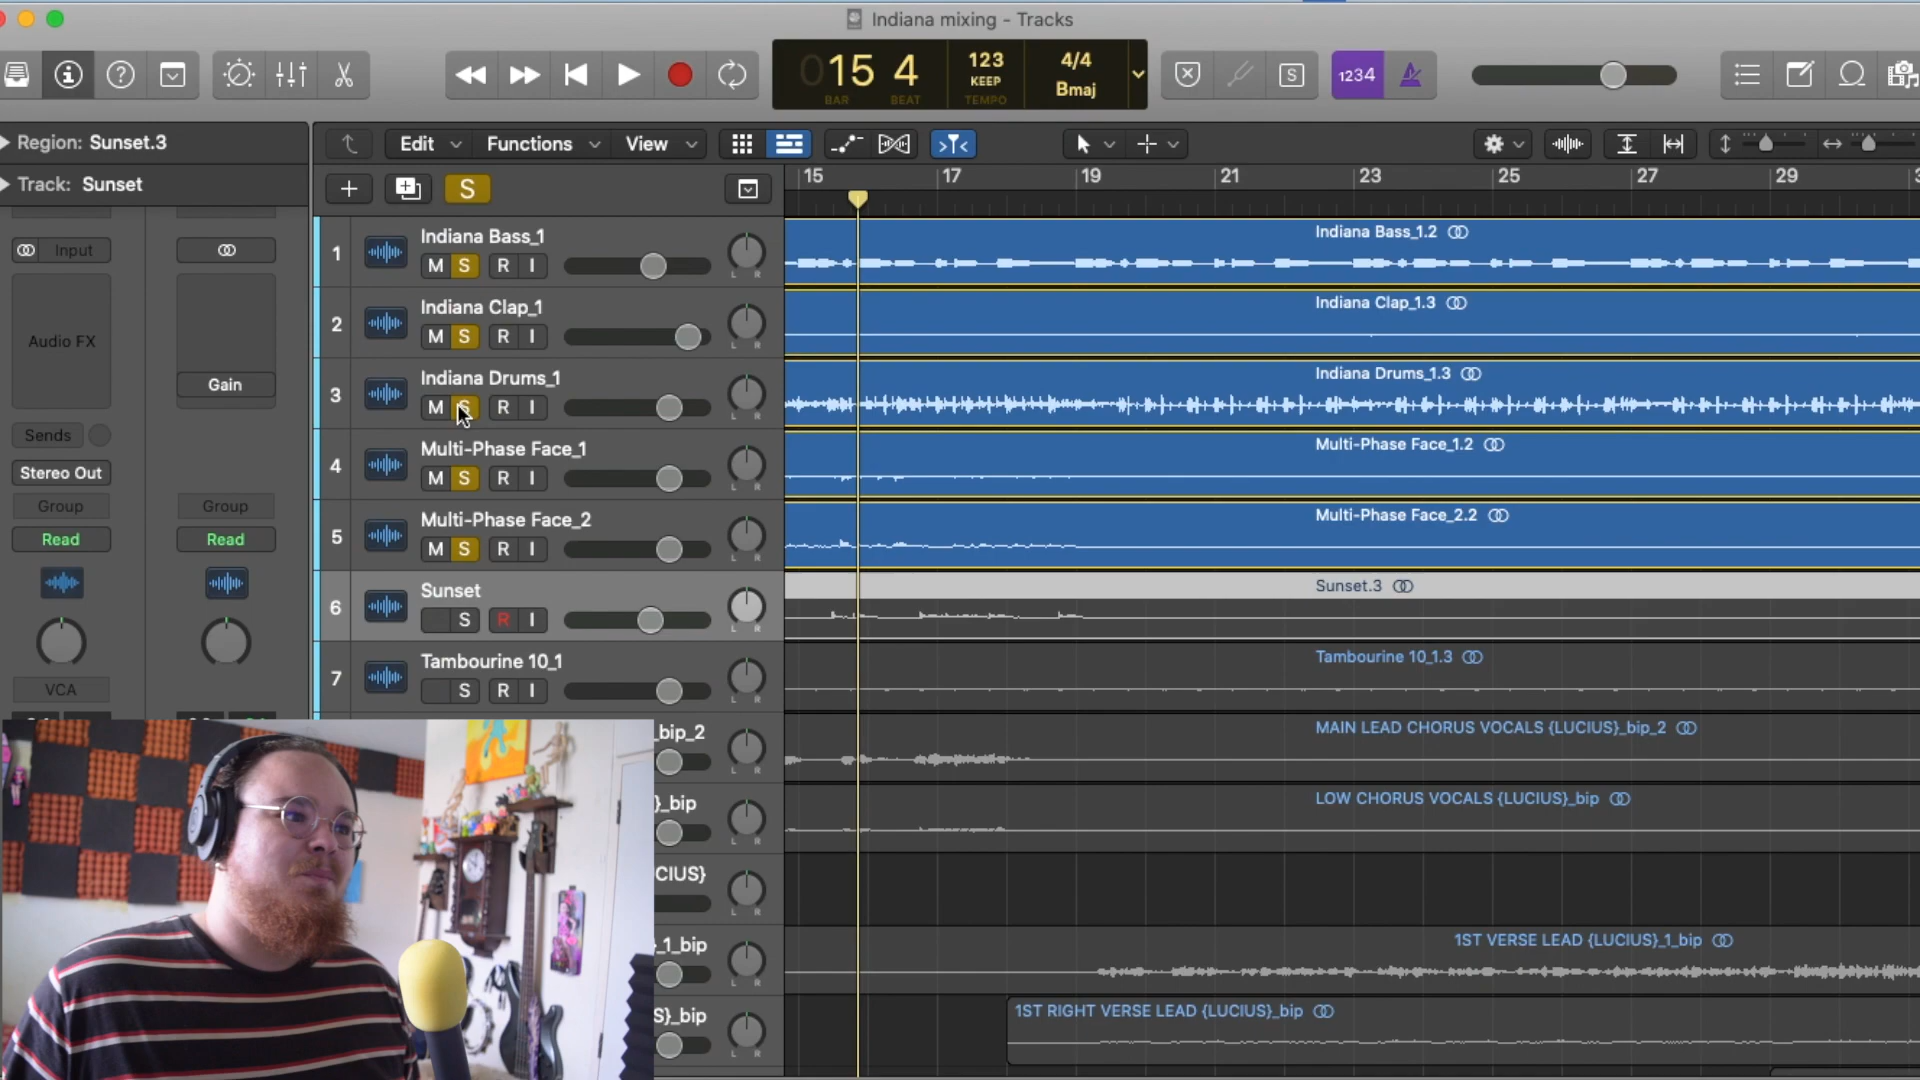 Indiana mixing - Tracks
015 4
BAR BEAT
123
KEEP
TEMPO
4/4
Bmaj
S
1234
Region: Sunset.3
Track: Sunset
Edit
Functions
View
S
15 17 19 21 23 25 27 29 3
Input
Audio FX
Gain
Sends
Stereo Out
Group
Group
Read
Read
VCA
1
Indiana Bass_1
M S R I
L R
Indiana Bass_1.2
2
Indiana Clap_1
M S R I
L R
Indiana Clap_1.3
3
Indiana Drums_1
M S R I
L R
Indiana Drums_1.3
4
Multi-Phase Face_1
M S R I
L R
Multi-Phase Face_1.2
5
Multi-Phase Face_2
M S R I
L R
Multi-Phase Face_2.2
6
Sunset
S R I
L R
Sunset.3
7
Tambourine 10_1
S R I
L R
Tambourine 10_1.3
_bip_2
L R
MAIN LEAD CHORUS VOCALS {LUCIUS}_bip_2
}_bip
L R
LOW CHORUS VOCALS {LUCIUS}_bip
CIUS}
L R
_1_bip
L R
1ST VERSE LEAD {LUCIUS}_1_bip
S}_bip
L R
1ST RIGHT VERSE LEAD {LUCIUS}_bip